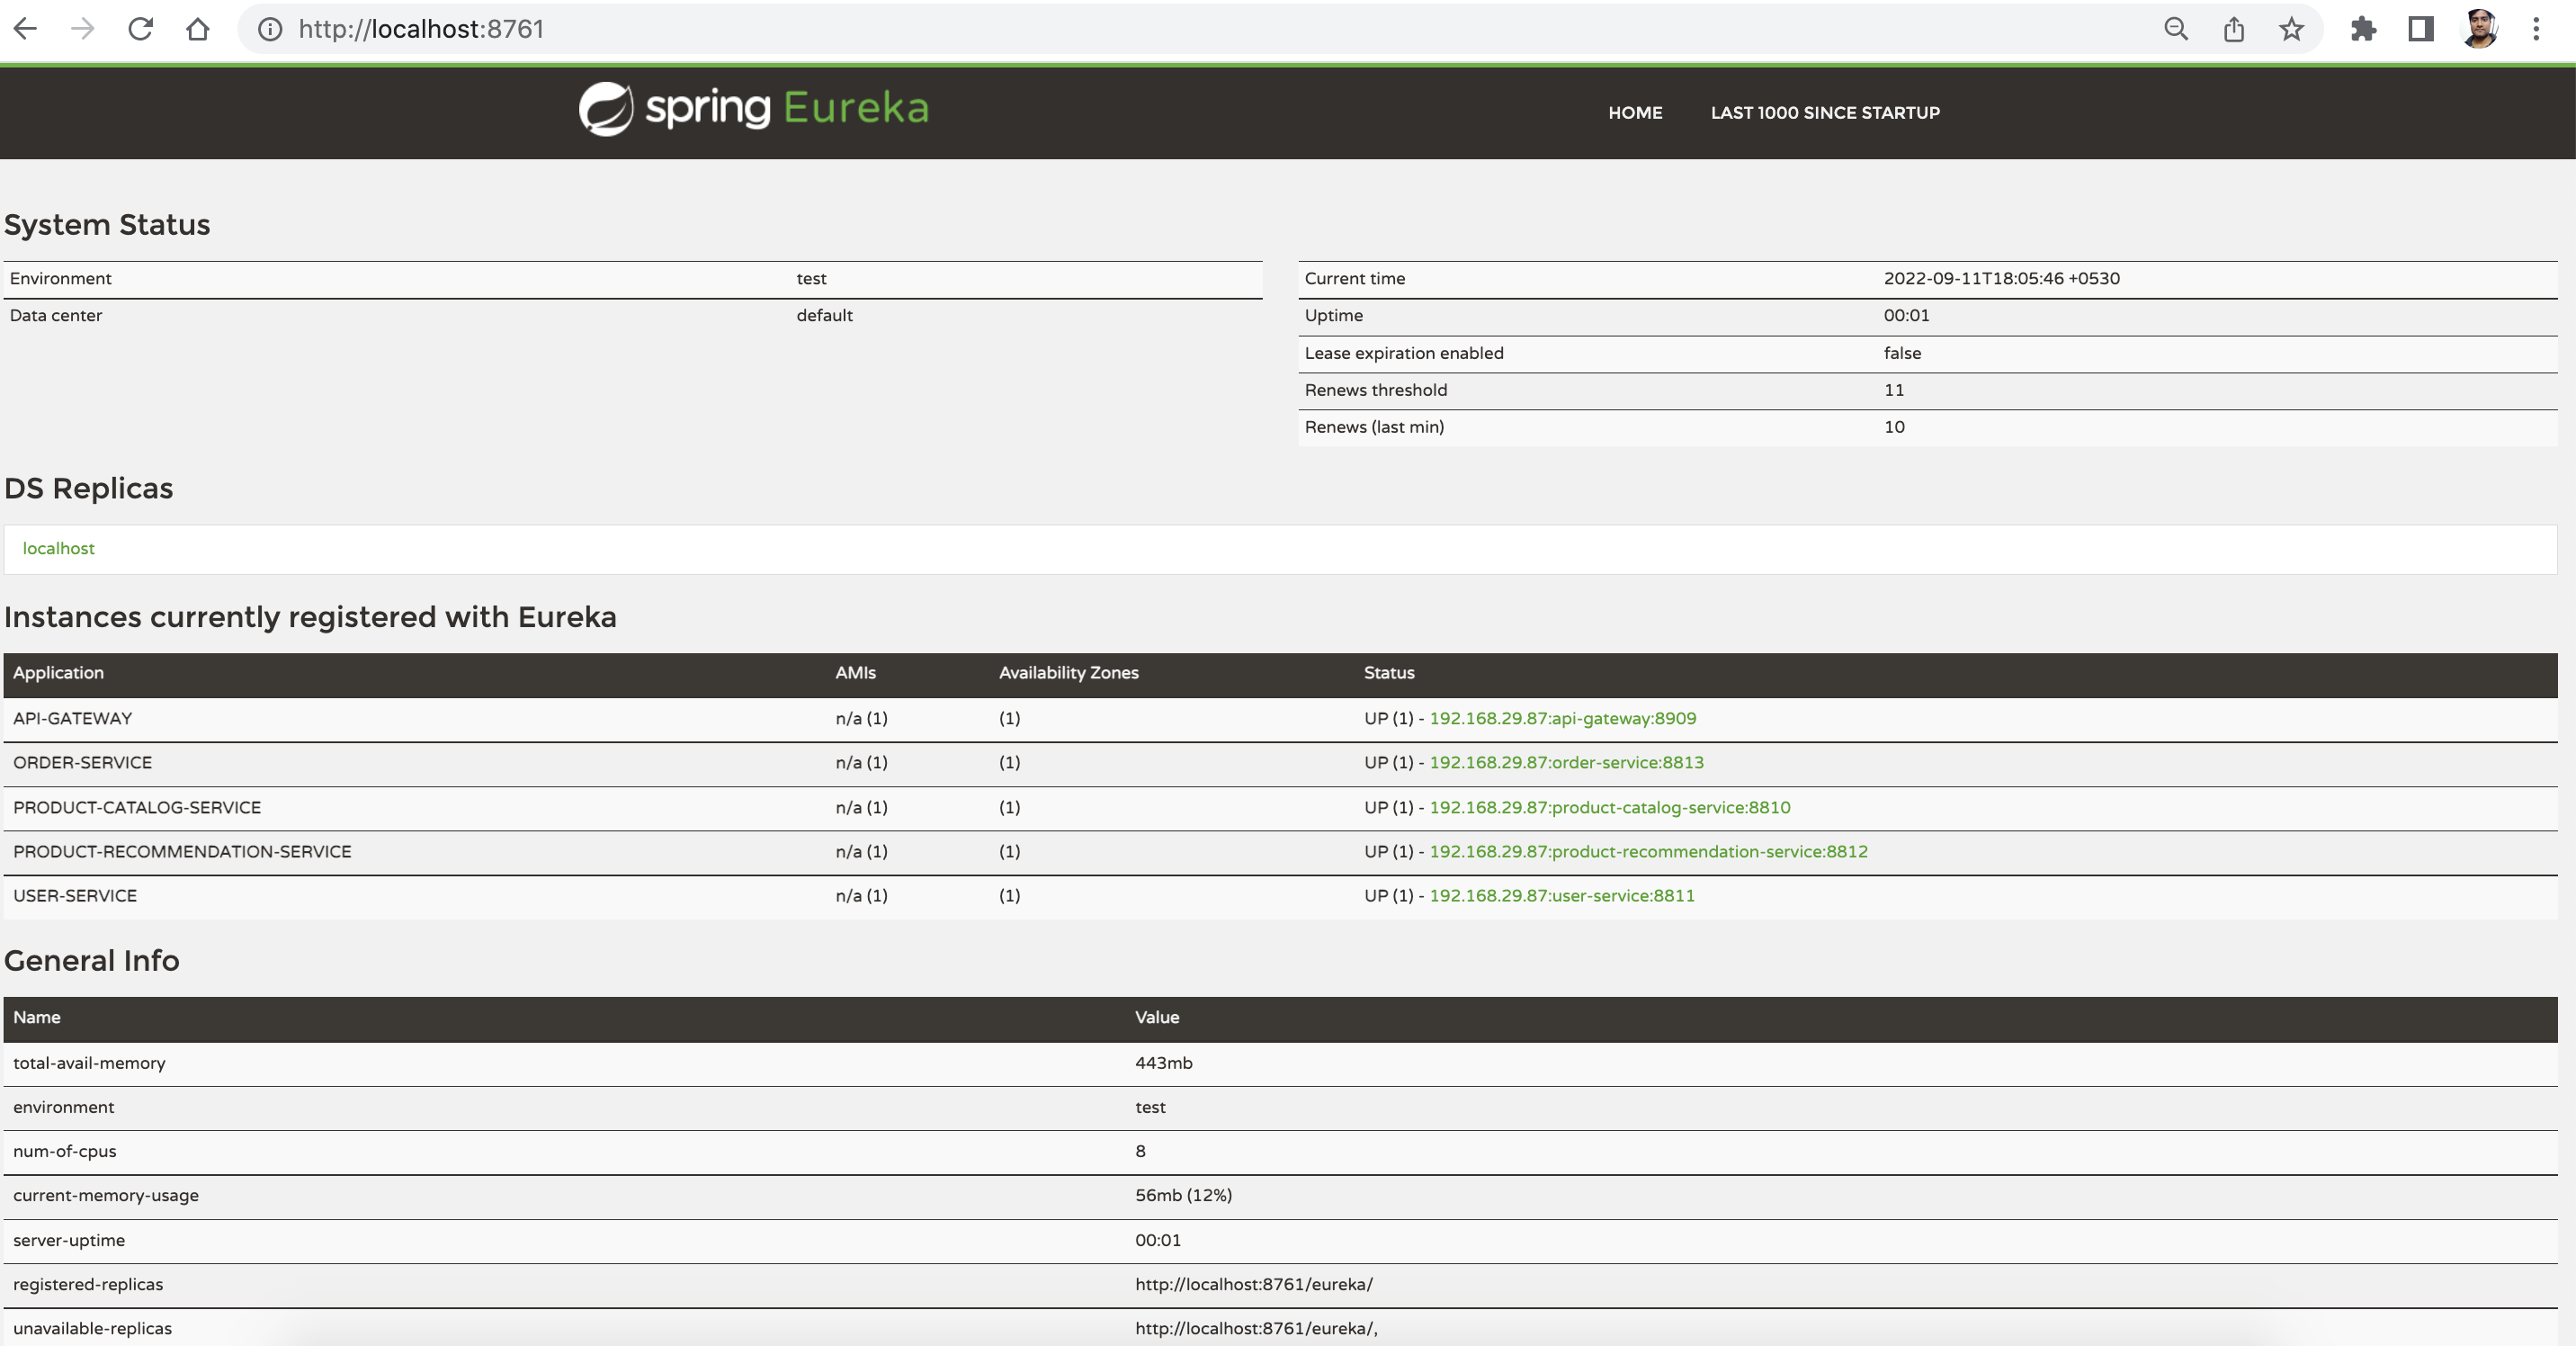 http://localhost:8761
spring Eureka
HOME LAST 1000 SINCE STARTUP
System Status
Environment test
Data center default
Current time 2022-09-11T18:05:46 +0530
Uptime 00:01
Lease expiration enabled false
Renews threshold 11
Renews (last min) 10
DS Replicas
localhost
Instances currently registered with Eureka
Application AMIs Availability Zones Status
API-GATEWAY n/a (1) (1) UP (1) - 192.168.29.87:api-gateway:8909
ORDER-SERVICE n/a (1) (1) UP (1) - 192.168.29.87:order-service:8813
PRODUCT-CATALOG-SERVICE n/a (1) (1) UP (1) - 192.168.29.87:product-catalog-service:8810
PRODUCT-RECOMMENDATION-SERVICE n/a (1) (1) UP (1) - 192.168.29.87:product-recommendation-service:8812
USER-SERVICE n/a (1) (1) UP (1) - 192.168.29.87:user-service:8811
General Info
Name Value
total-avail-memory 443mb
environment test
num-of-cpus 8
current-memory-usage 56mb (12%)
server-uptime 00:01
registered-replicas http://localhost:8761/eureka/
unavailable-replicas http://localhost:8761/eureka/,